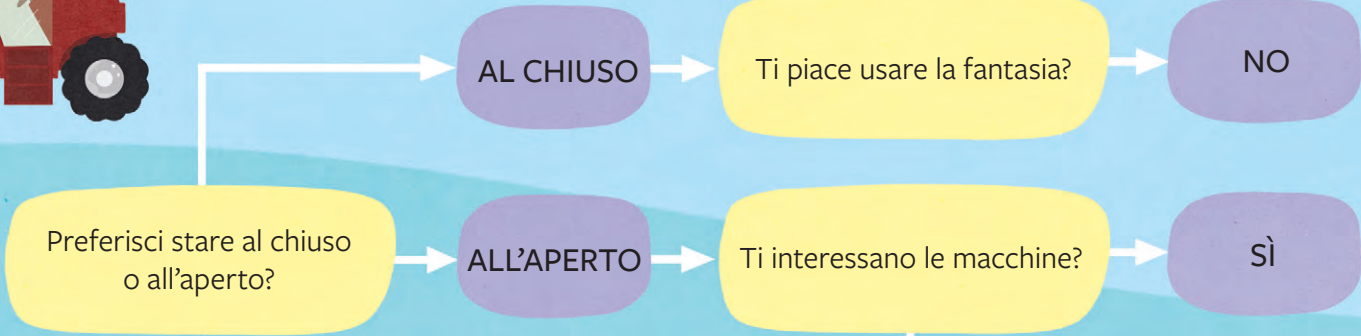 AL CHIUSO
Ti piace usare la fantasia?
NO
Preferisci stare al chiuso
o all'aperto?
ALL'APERTO
Ti interessano le macchine?
SÌ